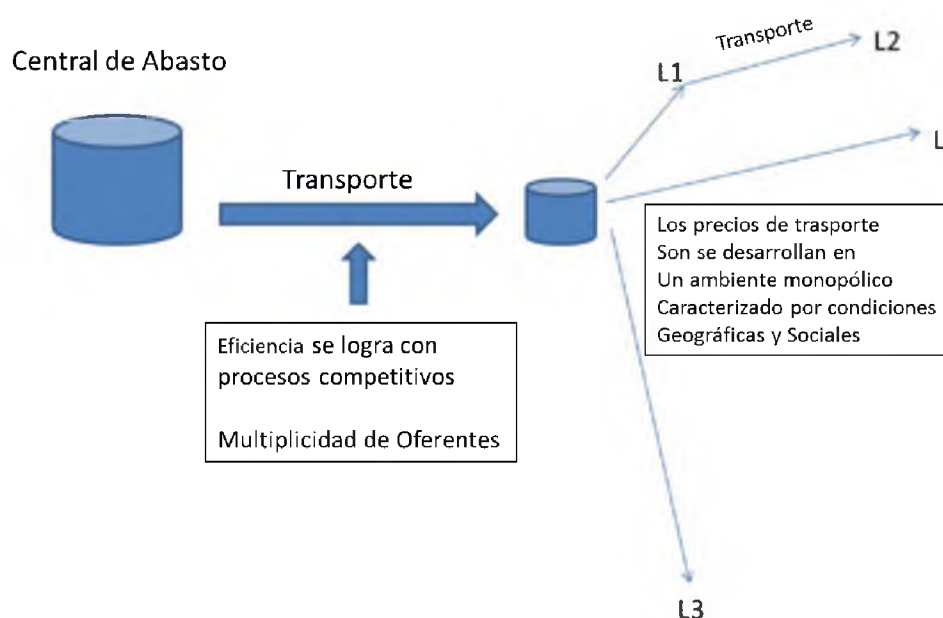 Central de Abasto
Transporte
Transporte
L1
L2
L
Los precios de trasporte
Son se desarrollan en
Un ambiente monopólico
Caracterizado por condiciones
Geográficas y Sociales
Eficiencia se logra con
procesos competitivos
Multiplicidad de Oferentes
L3